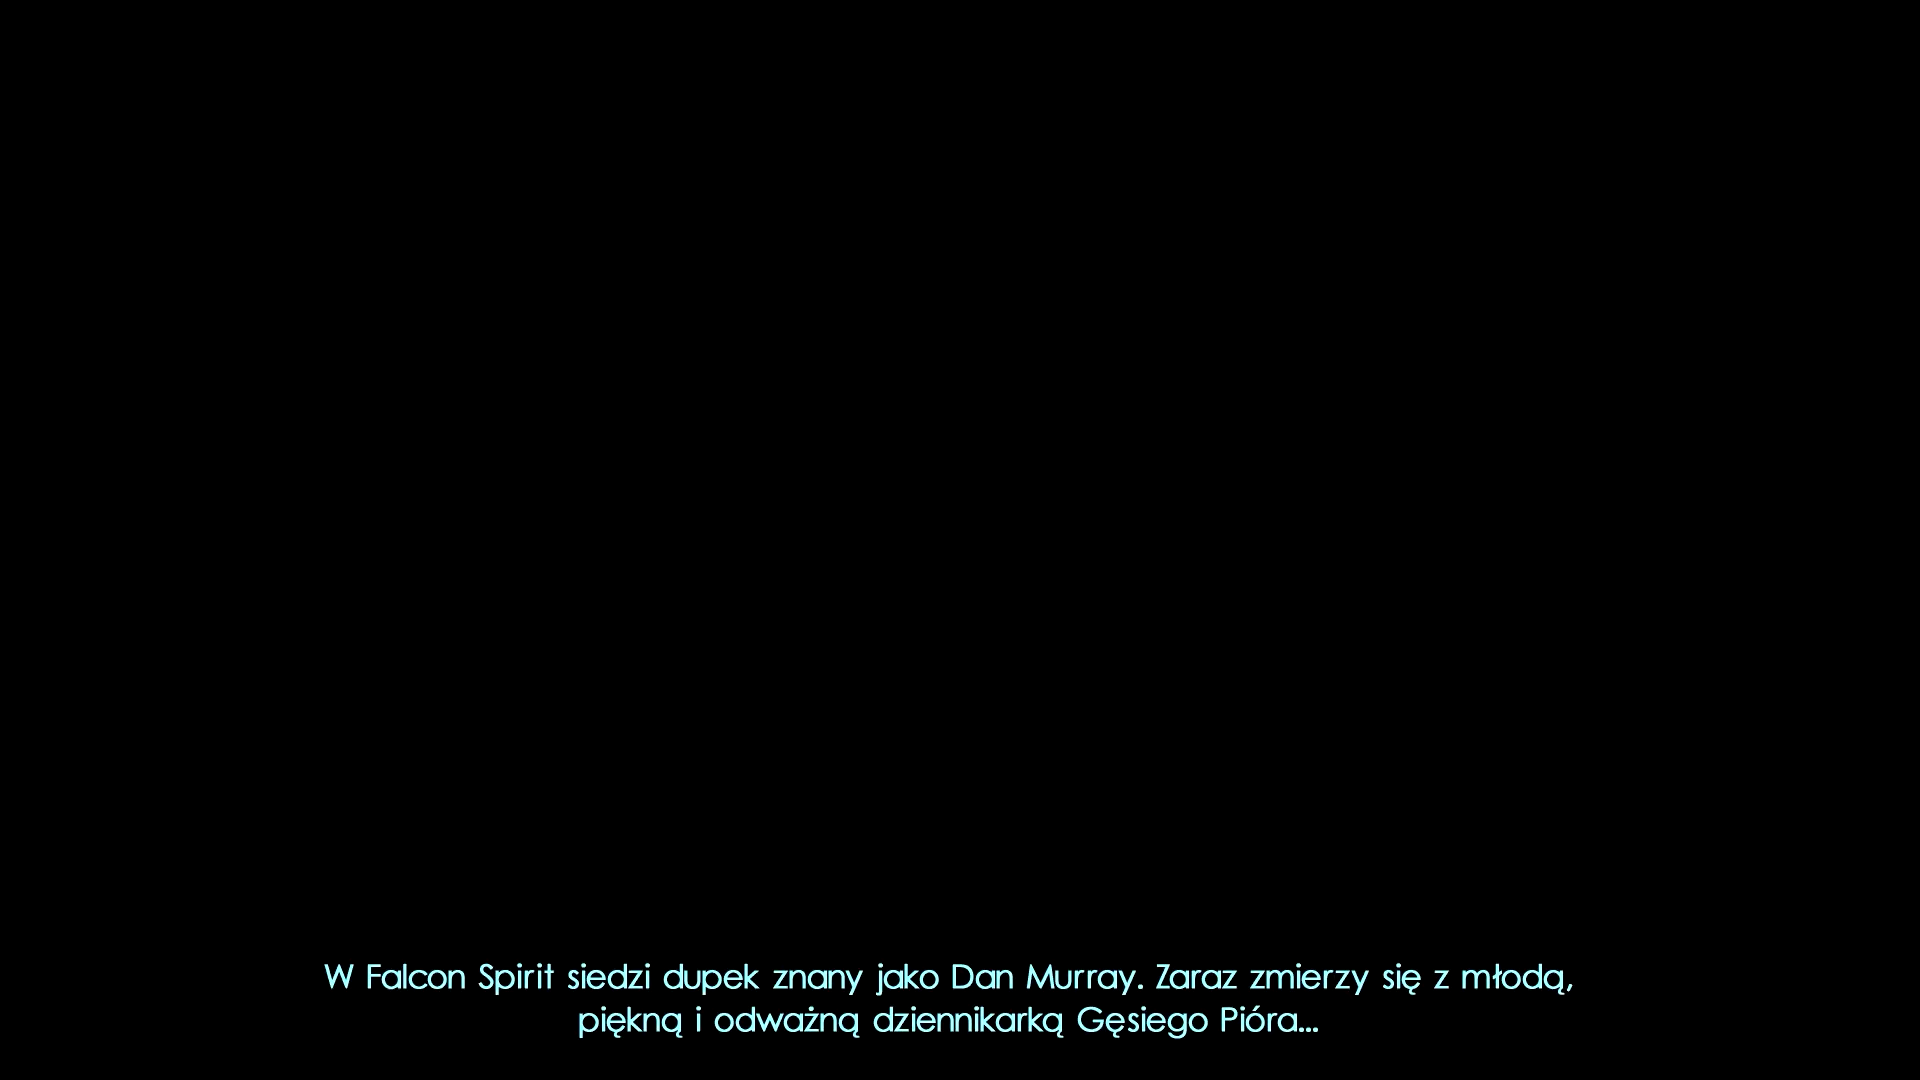 W Falcon Spirit siedzi dupek znany jako Dan Murray. Zaraz zmierzy się z młodą,
piękną i odważną dziennikarką Gęsiego Pióra...